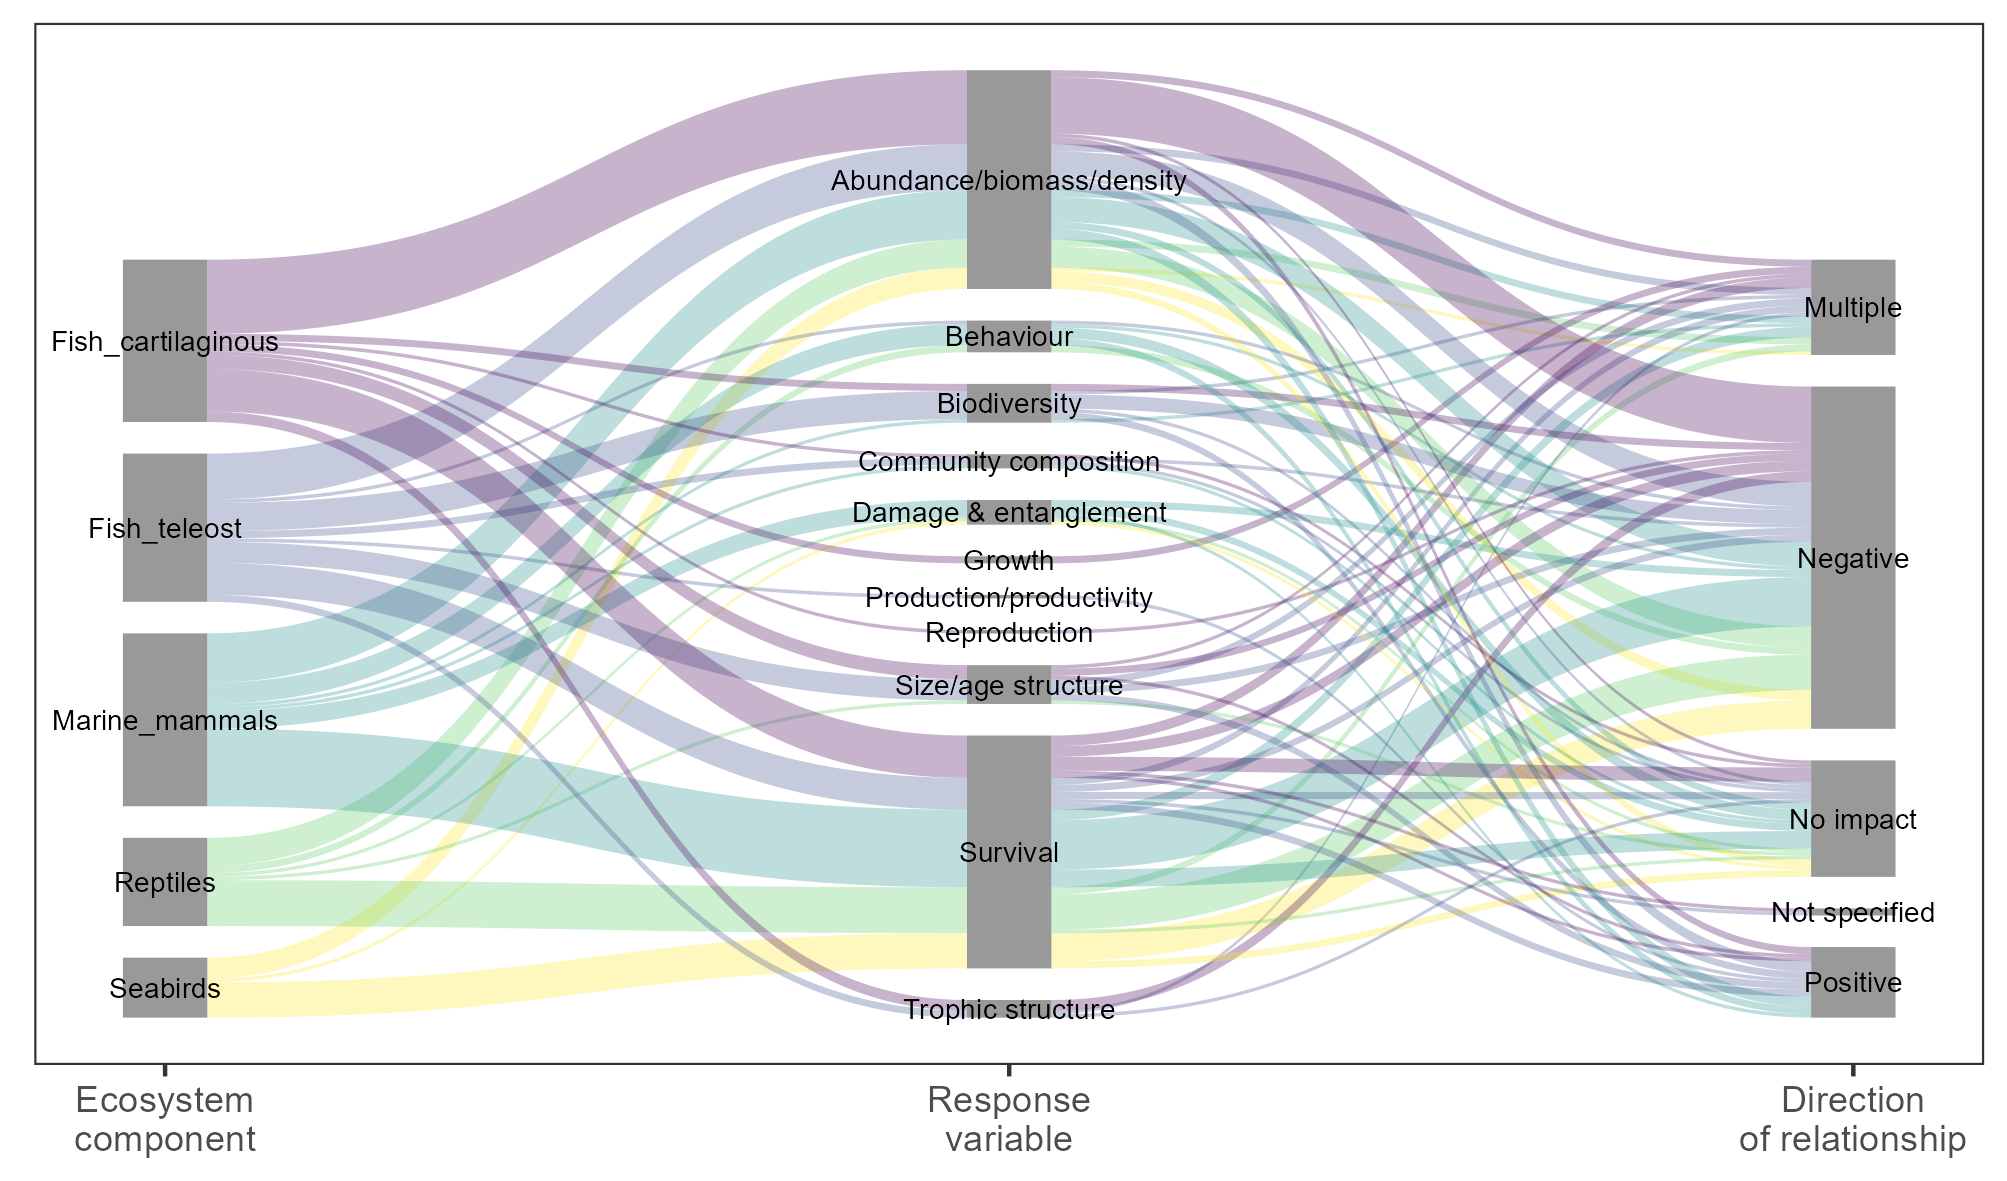 Fish_cartilaginous
Fish_teleost
Marine_mammals
Reptiles
Seabirds
Abundance/biomass/density
Behaviour
Biodiversity
Community composition
Damage & entanglement
Growth
Production/productivity
Reproduction
Size/age structure
Survival
Trophic structure
Multiple
Negative
No impact
Not specified
Positive
Ecosystem
component
Response
variable
Direction
of relationship